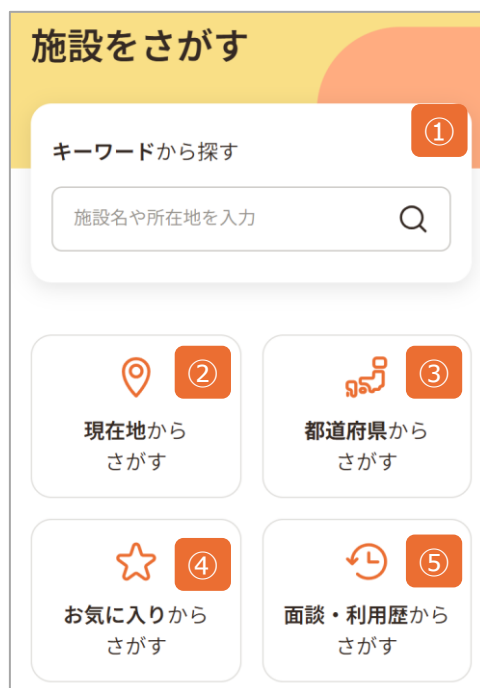 施設をさがす
①
キーワードから探す
施設名や所在地を入力
②
現在地から
さがす
③
都道府県から
さがす
④
お気に入りから
さがす
⑤
面談・利用歴から
さがす